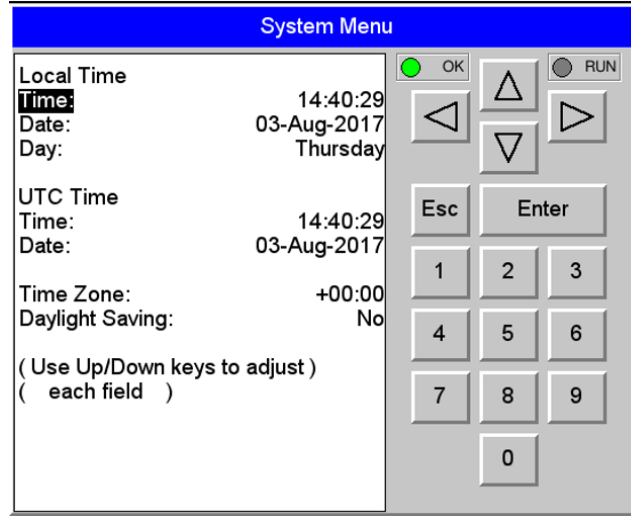 System Menu
Local Time
Time: 14:40:29
Date: 03-Aug-2017
Day: Thursday
UTC Time
Time: 14:40:29
Date: 03-Aug-2017
Time Zone: +00:00
Daylight Saving: No
( Use Up/Down keys to adjust )
( each field )
OK RUN
Esc Enter
1 2 3
4 5 6
7 8 9
0